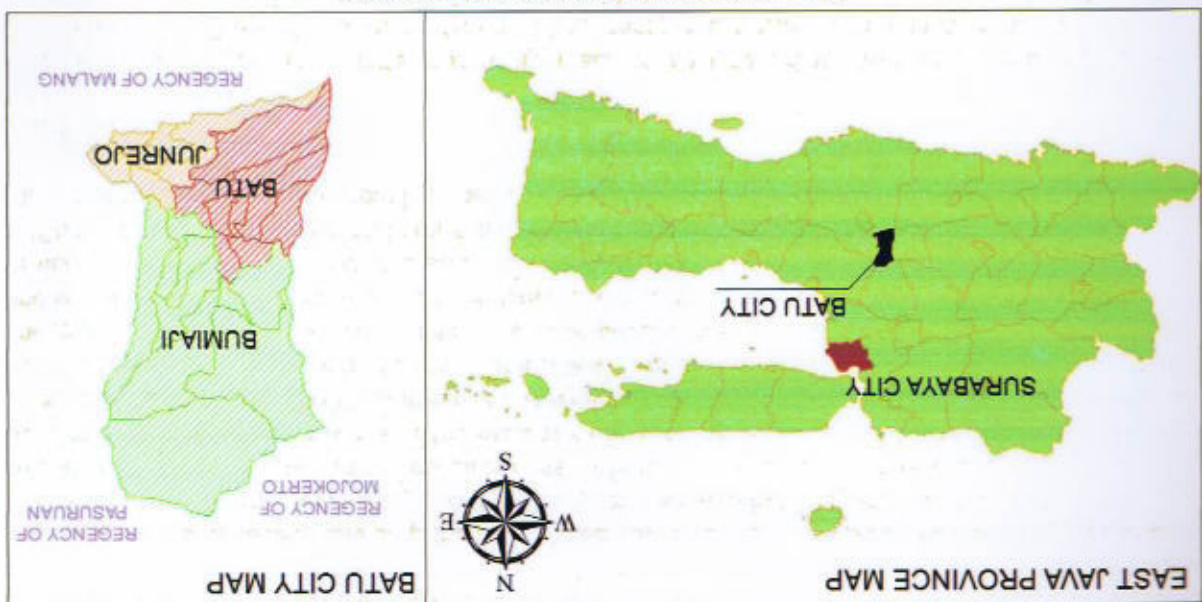 EAST JAVA PROVINCE MAP
N
W
E
S
SURABAYA CITY
BATU CITY
BATU CITY MAP
REGENCY OF
MOJOKERTO
REGENCY OF
PASURUAN
BUMIAJI
BATU
JUNREJO
REGENCY OF MALANG